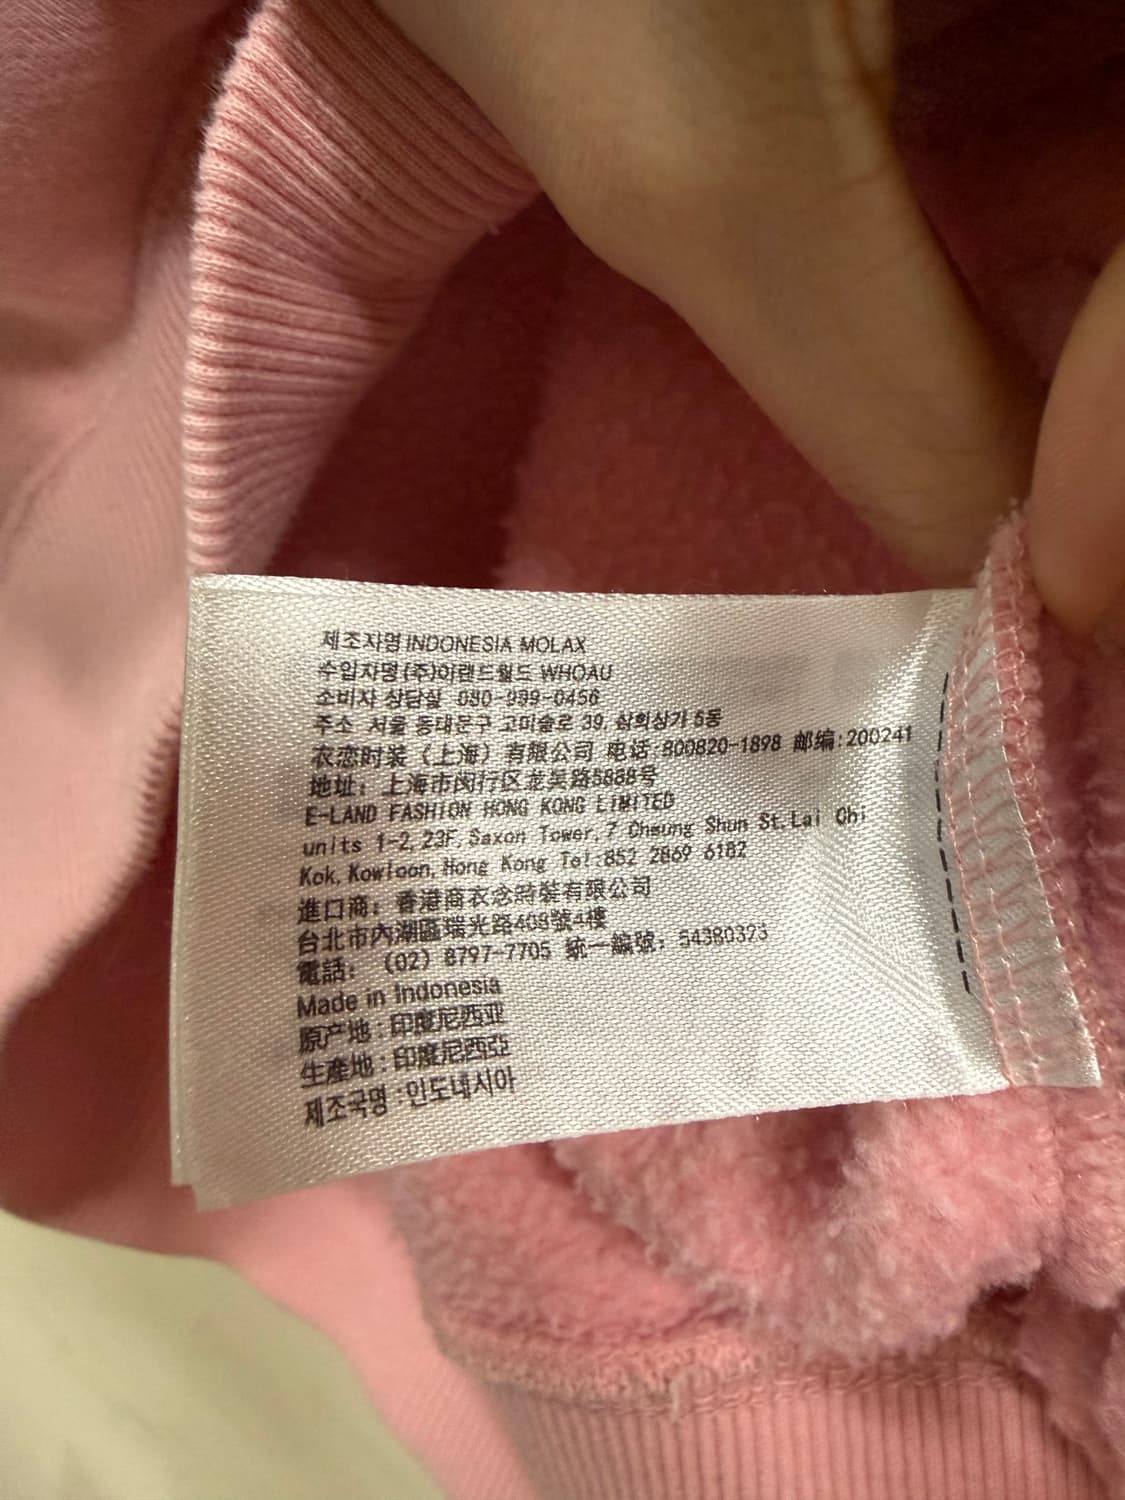 제조자명 INDONESIA MOLAX
수입자명 (주)이랜드월드 WHOAU
소비자 상담실 080-999-0456
주소 서울 동대문구 고미술로 39, 삼희상가 5동
衣恋时装（上海）有限公司 电话:800820-1898 邮编:200241
地址: 上海市闵行区龙吴路5888号
E-LAND FASHION HONG KONG LIMITED
units 1-2, 23F, Saxon Tower, 7 Cheung Shun St. Lai Chi
Kok, Kowloon, Hong Kong Tel:852 2869 6182
進口商: 香港商衣念時裝有限公司
台北市內湖區瑞光路408號4樓
電話: (02) 8797-7705 統一編號: 54380323
Made in Indonesia
原产地:印度尼西亚
生產地:印度尼西亞
제조국명:인도네시아